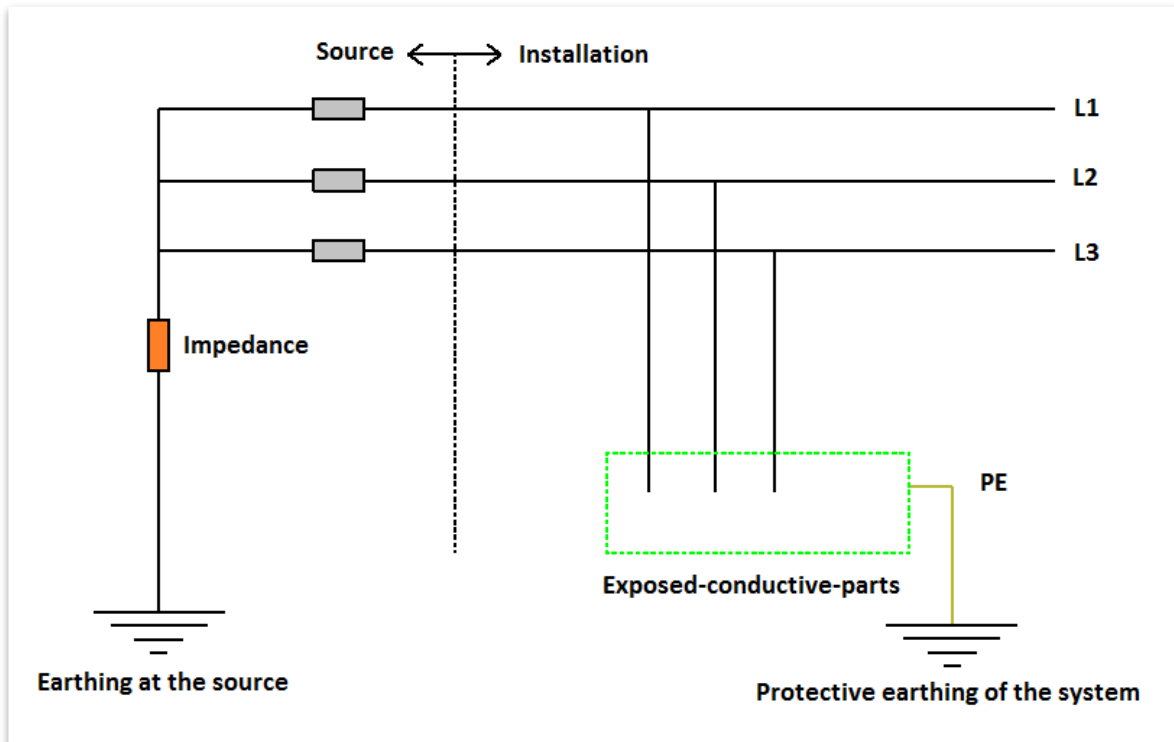 Source
Installation
L1
L2
L3
Impedance
PE
Exposed-conductive-parts
Earthing at the source
Protective earthing of the system